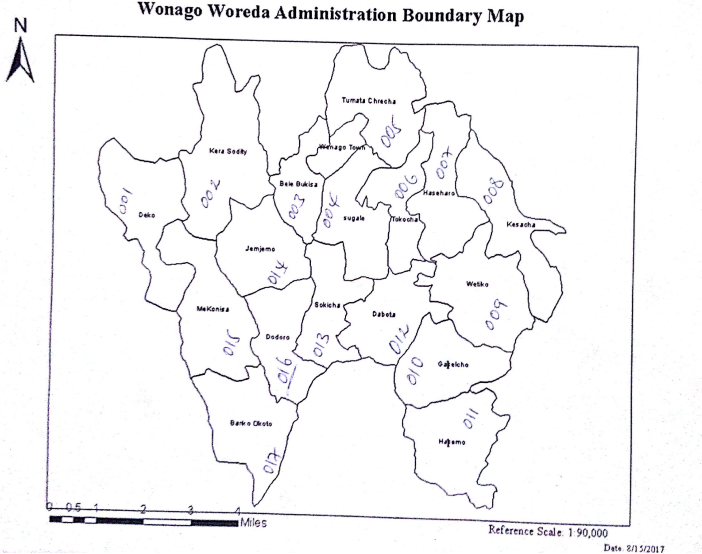 Wonago Woreda Administration Boundary Map
N
Tumata Chrecha
005
Wonago Town
Kera Sodity
002
007
006
Bele Bukisa
003
004
Haseharo
008
001
Deko
sugale
Tokocha
Kesacha
Jemjemo
014
Wetiko
009
Mekonisa
015
Sokicha
013
Dabota
012
Dodoro
016
010
011
Banko Okoto
017
0 0.5 1 2 3 4
Miles
Reference Scale: 1:90,000
Date: 8/15/2017